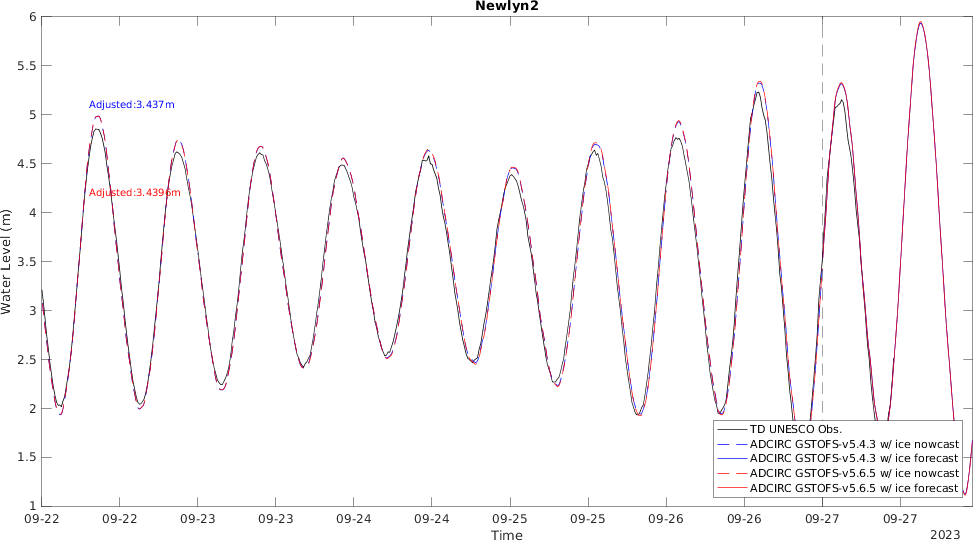 Newlyn2
6
5.5
5
4.5
4
3.5
3
2.5
2
1.5
1
Water Level (m)
Adjusted:3.437m
Adjusted:3.4396m
TD UNESCO Obs.
ADCIRC GSTOFS-v5.4.3 w/ ice nowcast
ADCIRC GSTOFS-v5.4.3 w/ ice forecast
ADCIRC GSTOFS-v5.6.5 w/ ice nowcast
ADCIRC GSTOFS-v5.6.5 w/ ice forecast
09-22 09-22 09-23 09-23 09-24 09-24 09-25 09-25 09-26 09-26 09-27 09-27
Time
2023